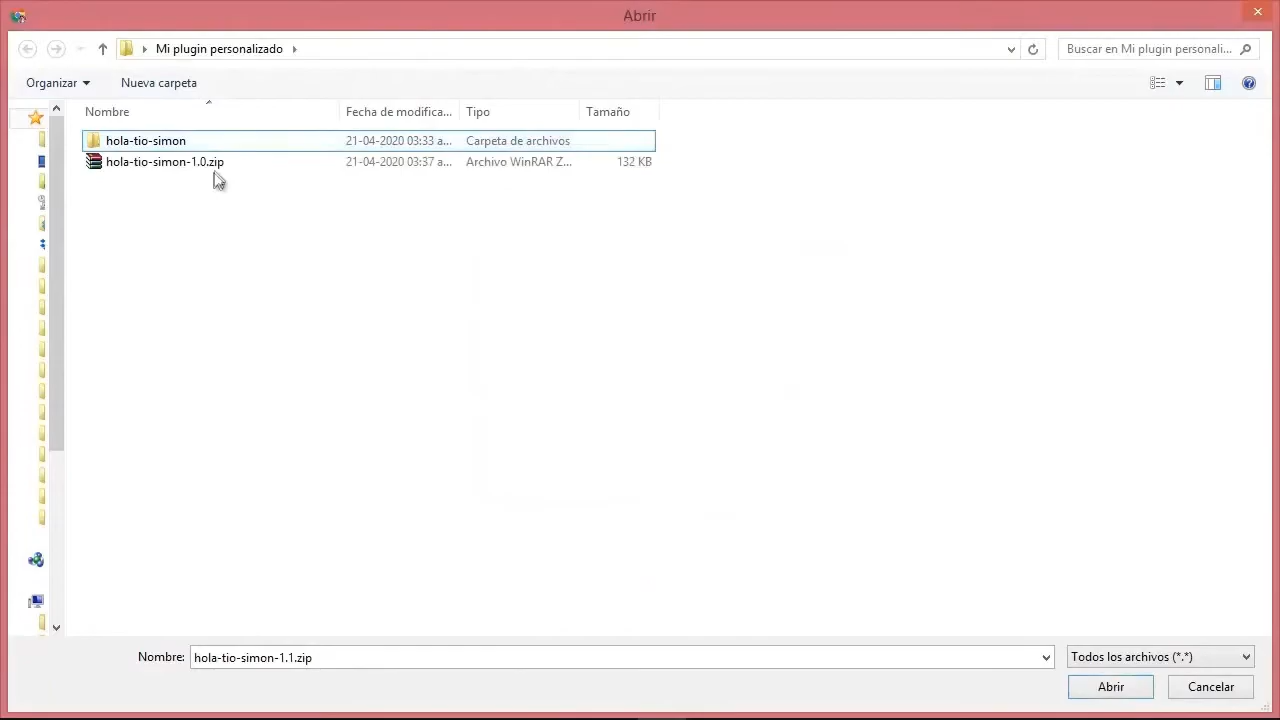 Abrir
Mi plugin personalizado
Buscar en Mi plugin personali...
Organizar
Nueva carpeta
Nombre
Fecha de modifica...
Tipo
Tamaño
hola-tio-simon
21-04-2020 03:33 a...
Carpeta de archivos
hola-tio-simon-1.0.zip
21-04-2020 03:37 a...
Archivo WinRAR Z...
132 KB
Nombre:
hola-tio-simon-1.1.zip
Todos los archivos (*.*)
Abrir
Cancelar